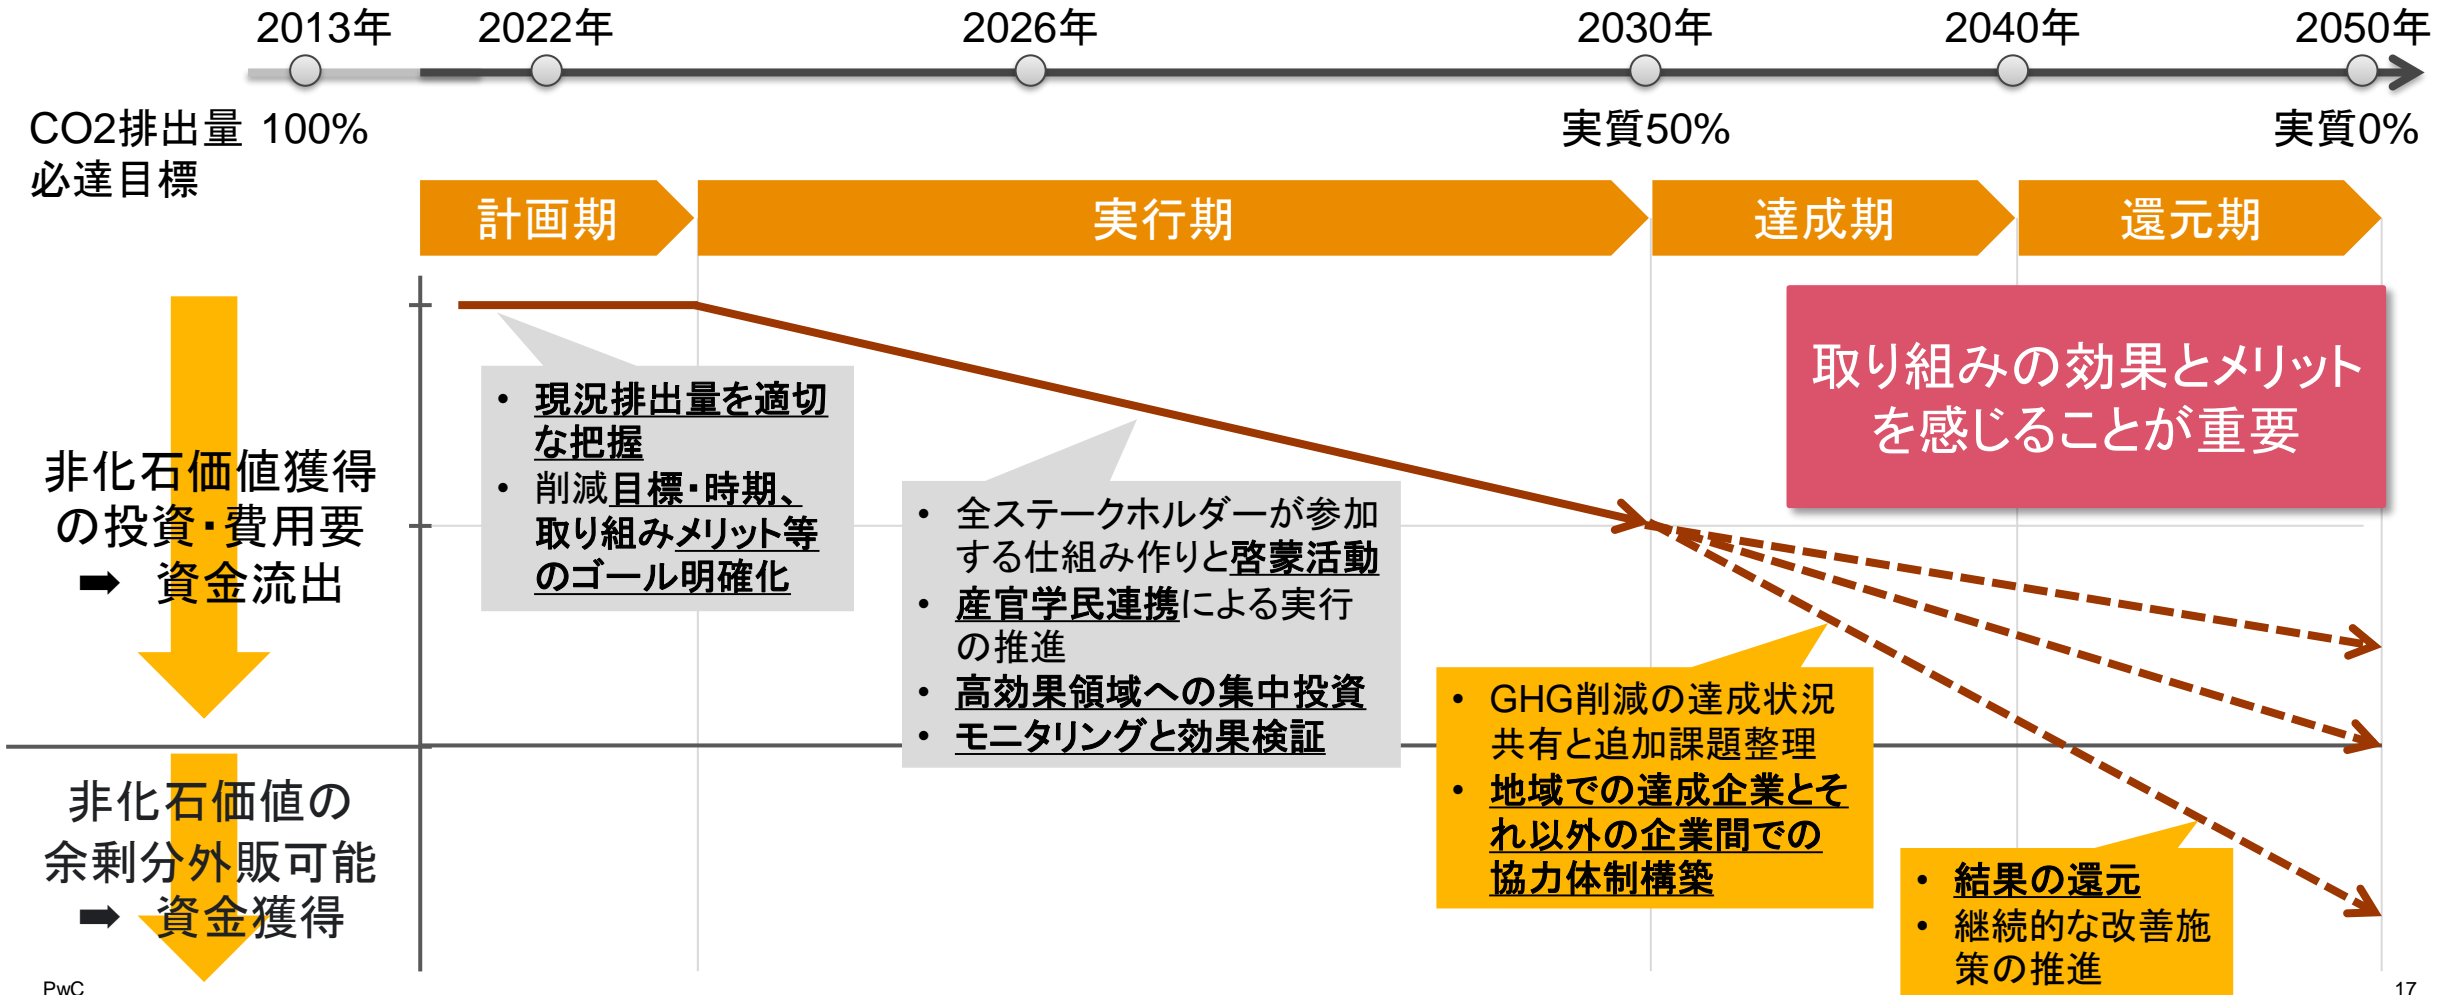 2013年
2022年
2026年
2030年
2040年
2050年
CO2排出量 100%
必達目標
実質50%
実質0%
計画期
実行期
達成期
還元期
取り組みの効果とメリット
を感じることが重要
• 現況排出量を適切
な把握
• 削減目標・時期、
取り組みメリット等
のゴール明確化
非化石価値獲得
の投資・費用要
➡ 資金流出
• 全ステークホルダーが参加
する仕組み作りと啓蒙活動
• 産官学民連携による実行
の推進
• 高効果領域への集中投資
• モニタリングと効果検証
• GHG削減の達成状況
共有と追加課題整理
• 地域での達成企業とそ
れ以外の企業間での
協力体制構築
非化石価値の
余剰分外販可能
➡ 資金獲得
• 結果の還元
• 継続的な改善施
策の推進
PwC
17